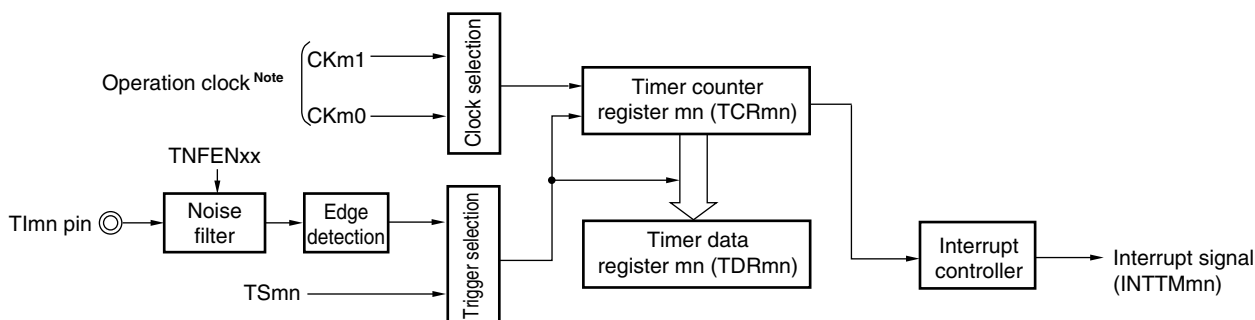 Operation clock Note
CKm1
CKm0
Clock selection
Timer counter
register mn (TCRmn)
TNFENxx
TImn pin
Noise
filter
Edge
detection
TSmn
Trigger selection
Timer data
register mn (TDRmn)
Interrupt
controller
Interrupt signal
(INTTMmn)